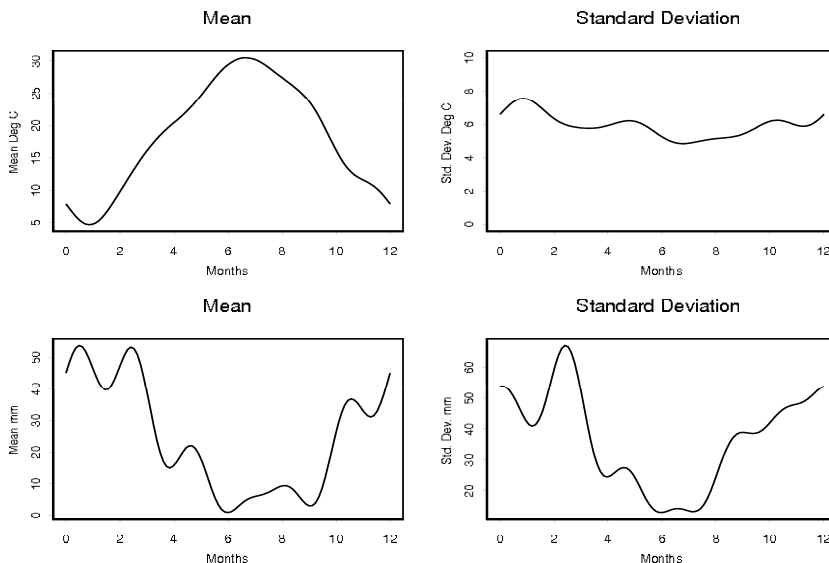 Mean
Standard Deviation
Mean Deg C
5 10 15 20 25 30
0 2 4 6 8 10 12
Months
Std. Dev. Deg C
0 2 4 6 8 10
0 2 4 6 8 10 12
Months
Mean
Standard Deviation
Mean mm
0 10 20 30 40 50
0 2 4 6 8 10 12
Months
Std. Dev. mm
20 30 40 50 60
0 2 4 6 8 10 12
Months